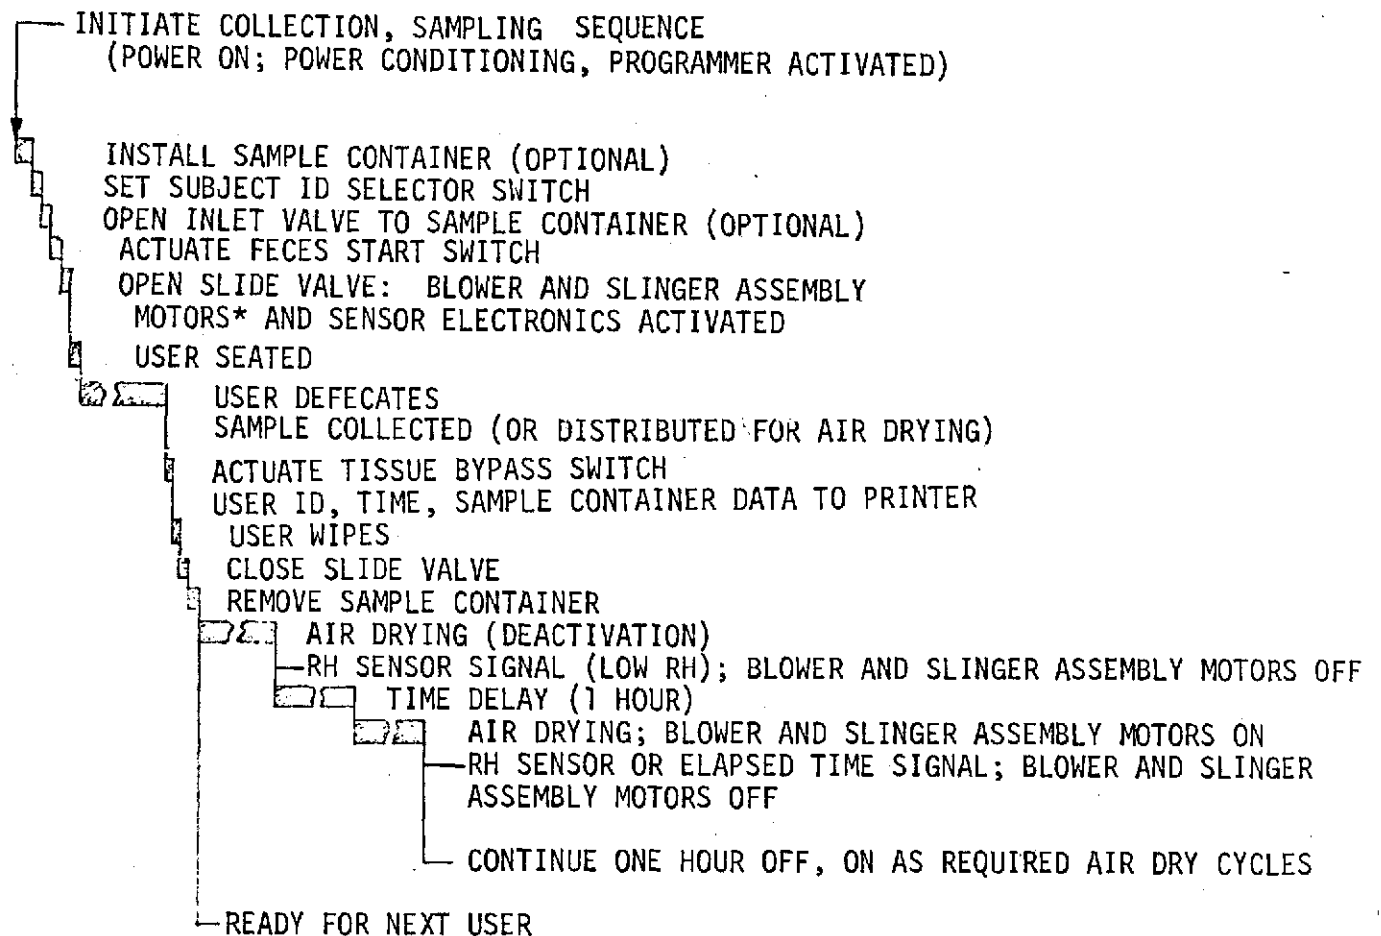 INITIATE COLLECTION, SAMPLING SEQUENCE
(POWER ON; POWER CONDITIONING, PROGRAMMER ACTIVATED)
INSTALL SAMPLE CONTAINER (OPTIONAL)
SET SUBJECT ID SELECTOR SWITCH
OPEN INLET VALVE TO SAMPLE CONTAINER (OPTIONAL)
ACTUATE FECES START SWITCH
OPEN SLIDE VALVE: BLOWER AND SLINGER ASSEMBLY
MOTORS* AND SENSOR ELECTRONICS ACTIVATED
USER SEATED
USER DEFECATES
SAMPLE COLLECTED (OR DISTRIBUTED FOR AIR DRYING)
ACTUATE TISSUE BYPASS SWITCH
USER ID, TIME, SAMPLE CONTAINER DATA TO PRINTER
USER WIPES
CLOSE SLIDE VALVE
REMOVE SAMPLE CONTAINER
AIR DRYING (DEACTIVATION)
RH SENSOR SIGNAL (LOW RH); BLOWER AND SLINGER ASSEMBLY MOTORS OFF
TIME DELAY (1 HOUR)
AIR DRYING; BLOWER AND SLINGER ASSEMBLY MOTORS ON
RH SENSOR OR ELAPSED TIME SIGNAL; BLOWER AND SLINGER
ASSEMBLY MOTORS OFF
CONTINUE ONE HOUR OFF, ON AS REQUIRED AIR DRY CYCLES
READY FOR NEXT USER